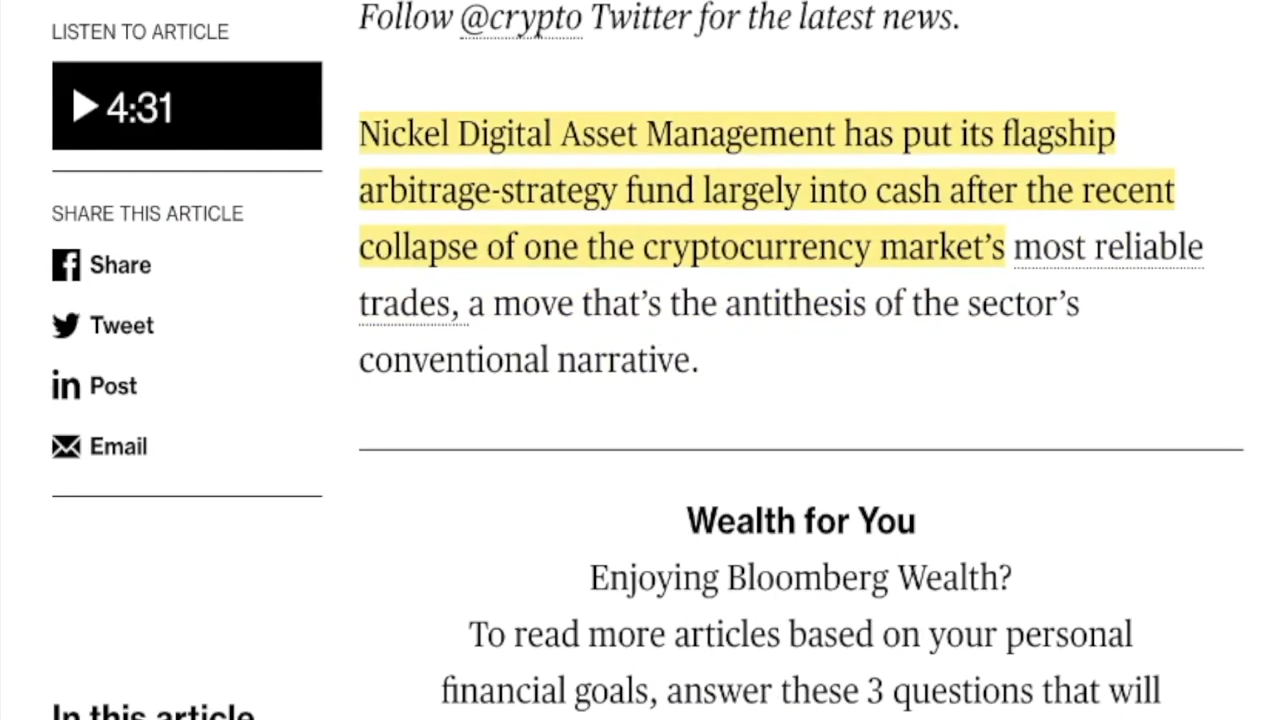 LISTEN TO ARTICLE
4:31
SHARE THIS ARTICLE
Share
Tweet
Post
Email
In this article
Follow @crypto Twitter for the latest news.
Nickel Digital Asset Management has put its flagship
arbitrage-strategy fund largely into cash after the recent
collapse of one the cryptocurrency market’s most reliable
trades, a move that’s the antithesis of the sector’s
conventional narrative.
Wealth for You
Enjoying Bloomberg Wealth?
To read more articles based on your personal
financial goals, answer these 3 questions that will